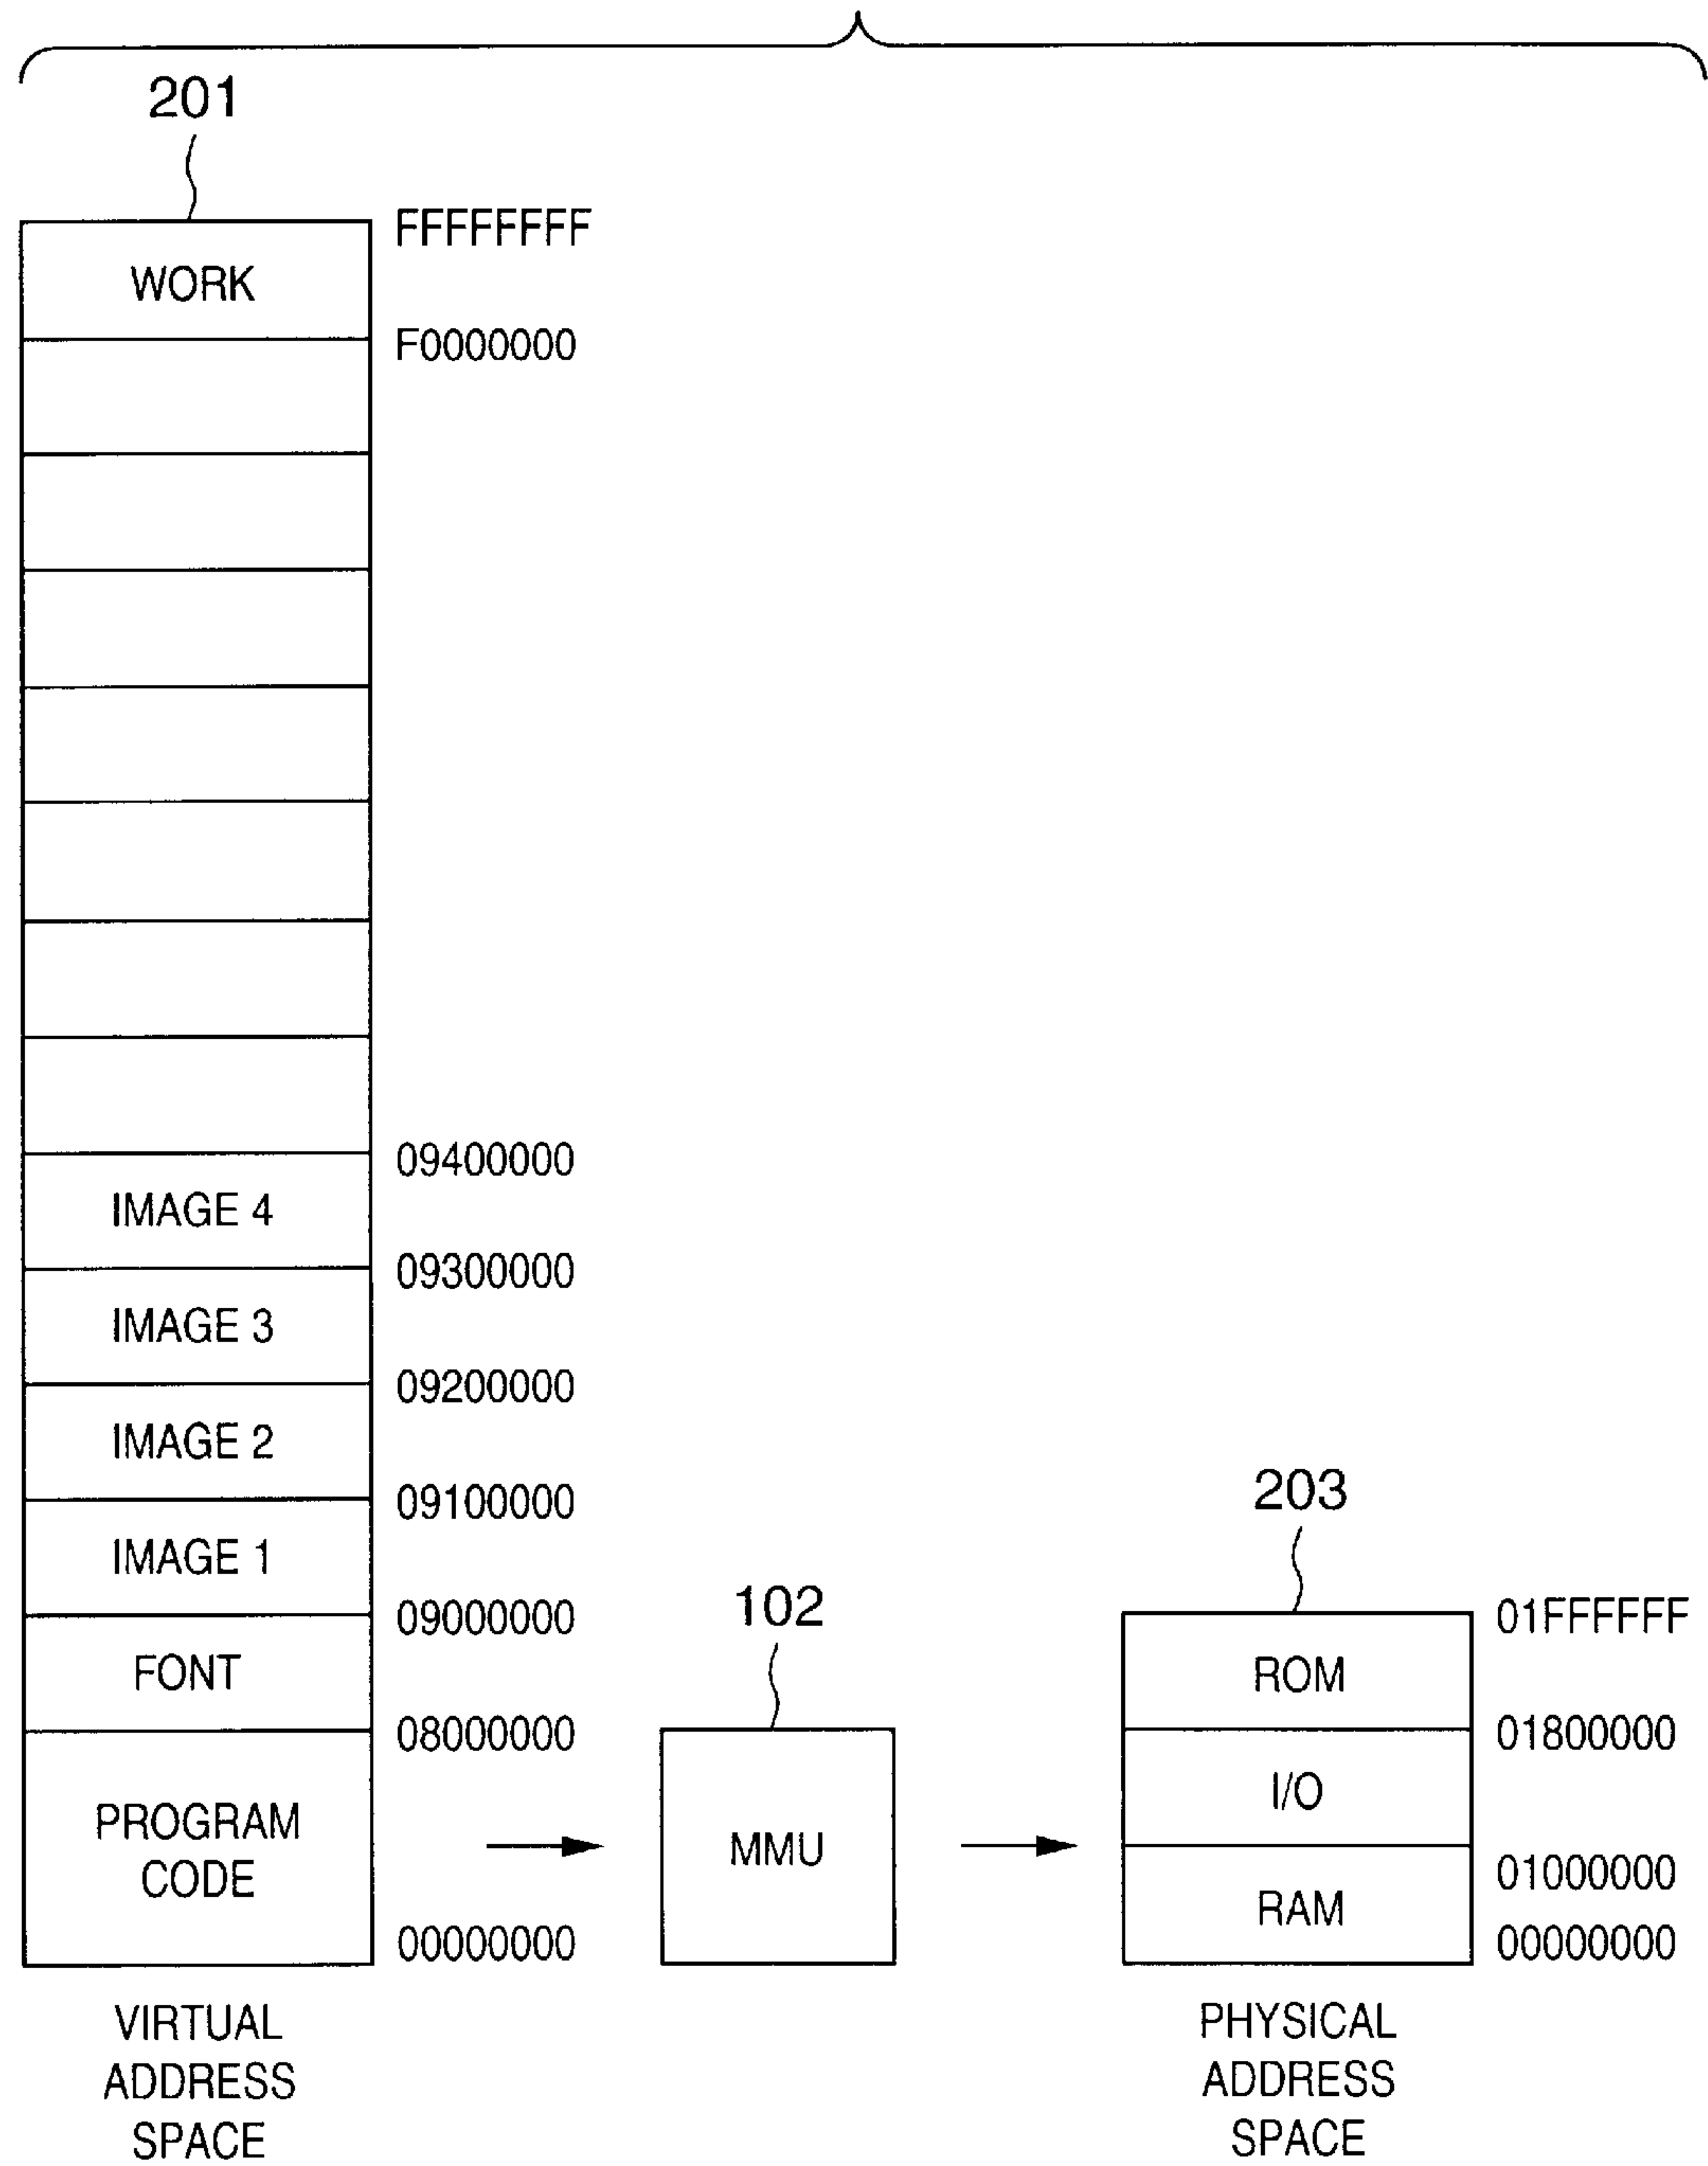 201
FFFFFFFF
WORK
F0000000
09400000
IMAGE 4
09300000
IMAGE 3
09200000
IMAGE 2
09100000
IMAGE 1
09000000
FONT
08000000
PROGRAM
CODE
00000000
VIRTUAL
ADDRESS
SPACE
102
MMU
203
01FFFFFF
ROM
01800000
I/O
01000000
RAM
00000000
PHYSICAL
ADDRESS
SPACE